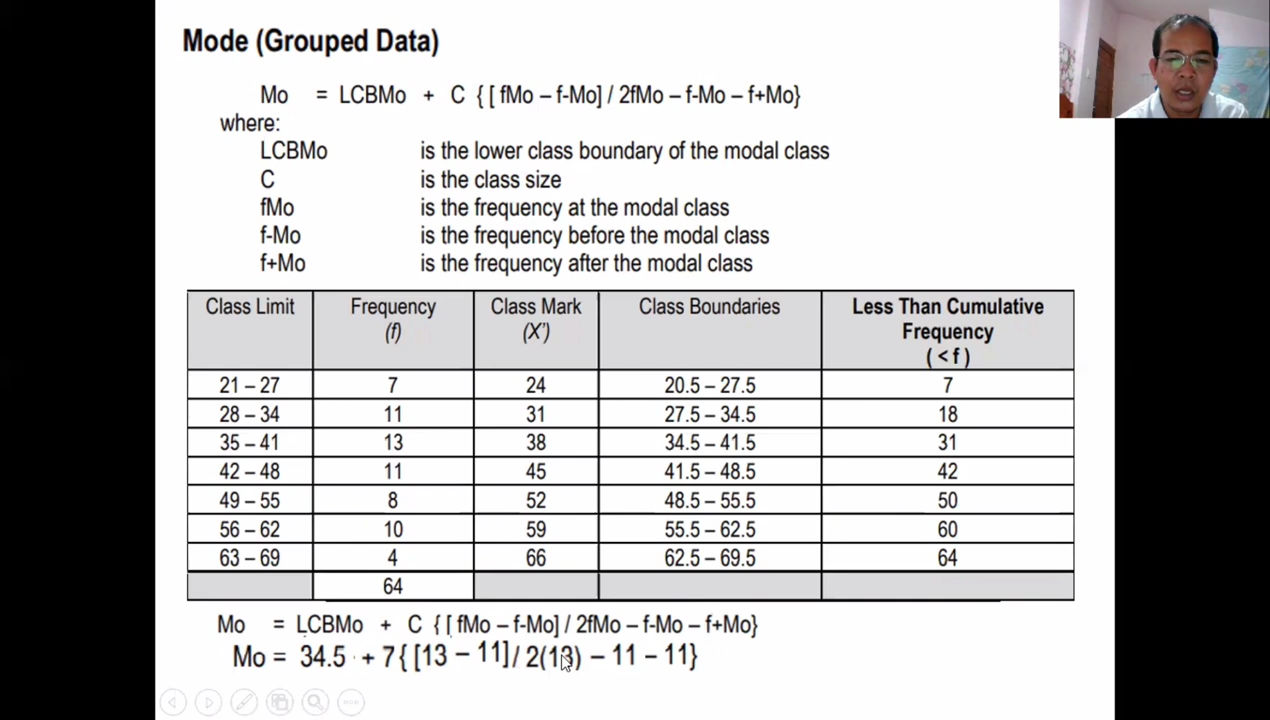 Mode (Grouped Data)
Mo = LCBMo + C { [ fMo – f-Mo] / 2fMo – f-Mo – f+Mo}
where:
LCBMo is the lower class boundary of the modal class
C is the class size
fMo is the frequency at the modal class
f-Mo is the frequency before the modal class
f+Mo is the frequency after the modal class
Class Limit Frequency (f) Class Mark (X') Class Boundaries Less Than Cumulative Frequency ( < f )
21 – 27 7 24 20.5 – 27.5 7
28 – 34 11 31 27.5 – 34.5 18
35 – 41 13 38 34.5 – 41.5 31
42 – 48 11 45 41.5 – 48.5 42
49 – 55 8 52 48.5 – 55.5 50
56 – 62 10 59 55.5 – 62.5 60
63 – 69 4 66 62.5 – 69.5 64
64
Mo = LCBMo + C { [ fMo – f-Mo] / 2fMo – f-Mo – f+Mo}
Mo = 34.5 + 7 { [13 – 11] / 2(13) – 11 – 11}